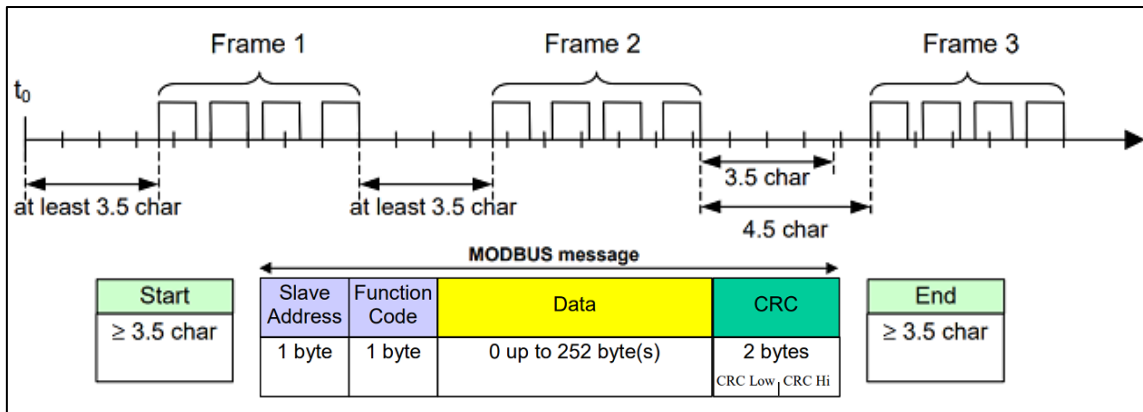 Frame 1
Frame 2
Frame 3
t0
3.5 char
at least 3.5 char
at least 3.5 char
4.5 char
MODBUS message
Start
≥ 3.5 char
Slave
Address
1 byte
Function
Code
1 byte
Data
0 up to 252 byte(s)
CRC
2 bytes
CRC Low CRC Hi
End
≥ 3.5 char